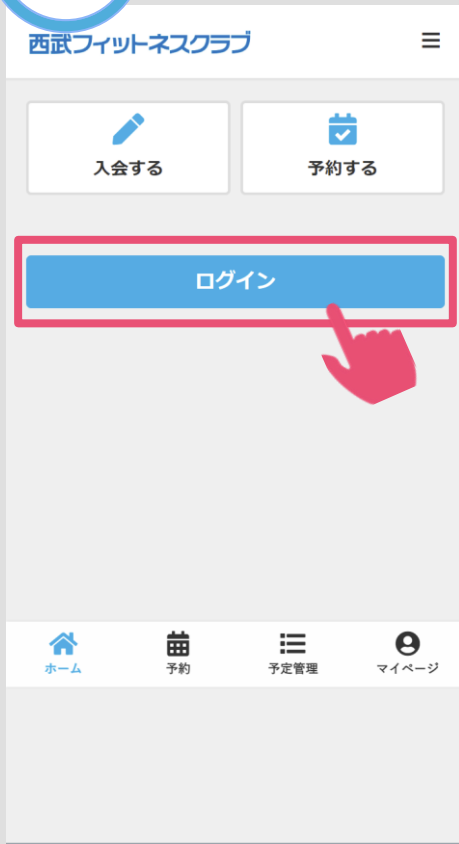 西武フィットネスクラブ
入会する
予約する
ログイン
ホーム
予約
予定管理
マイページ